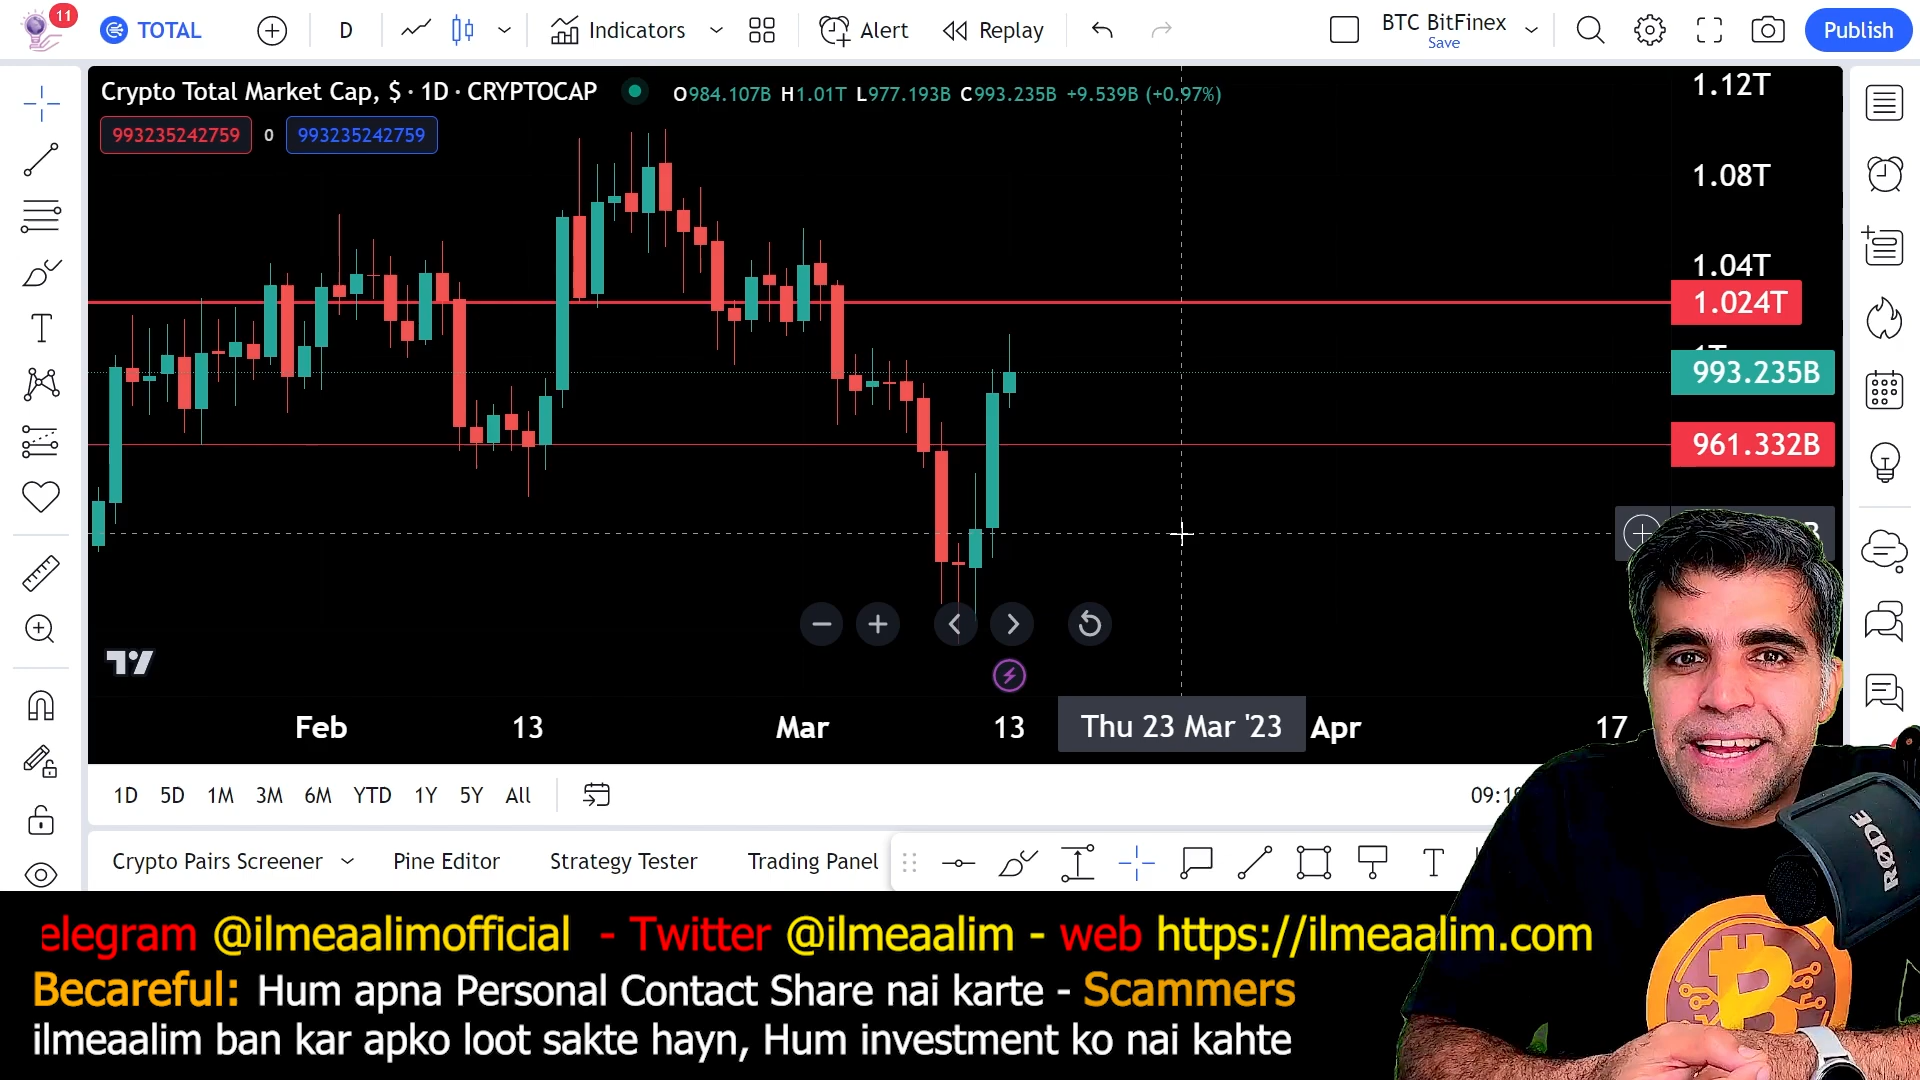 11
TOTAL
D
Indicators
Alert
Replay
BTC BitFinex
Save
Publish
Crypto Total Market Cap, $ · 1D · CRYPTOCAP
O984.107B H1.01T L977.193B C993.235B +9.539B (+0.97%)
993235242759
0
993235242759
1.12T
1.08T
1.04T
1.024T
993.235B
961.332B
Feb
13
Mar
13
Thu 23 Mar '23
Apr
17
1D
5D
1M
3M
6M
YTD
1Y
5Y
All
Crypto Pairs Screener
Pine Editor
Strategy Tester
Trading Panel
RØDE
elegram @ilmeaalimofficial - Twitter @ilmeaalim - web https://ilmeaalim.com
Becareful: Hum apna Personal Contact Share nai karte - Scammers
ilmeaalim ban kar apko loot sakte hayn, Hum investment ko nai kahte